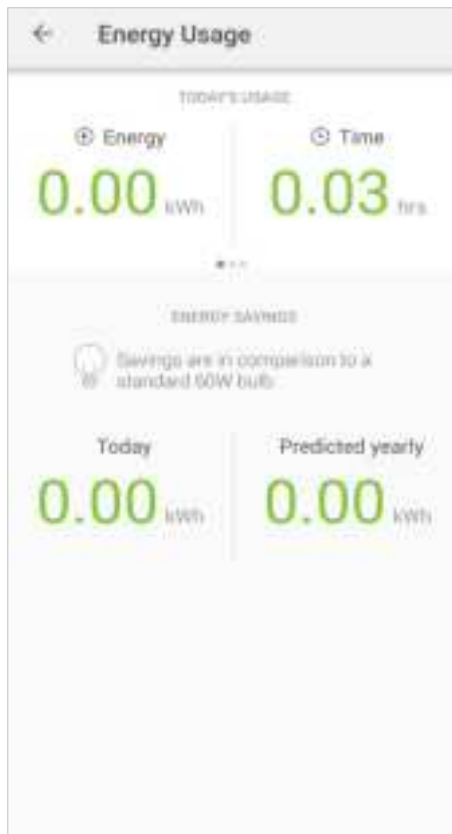 Energy Usage
TODAY'S USAGE
Energy
Time
0.00 kWh
0.03 hrs
ENERGY SAVINGS
Savings are in comparison to a
standard 60W bulb
Today
Predicted yearly
0.00 kWh
0.00 kWh